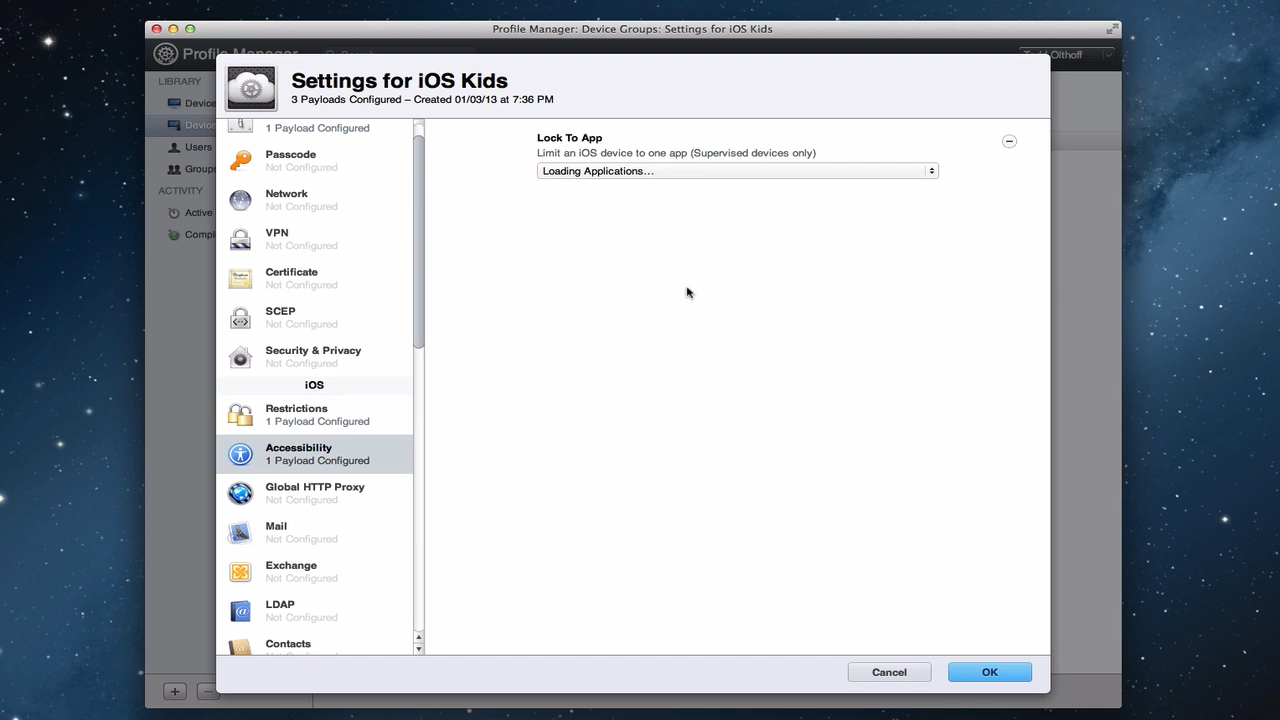 Profile Manager: Device Groups: Settings for iOS Kids
Profile Manager
Search
Todd Olthoff
LIBRARY
Device
Device
Users
Groups
ACTIVITY
Active
Compl
Settings for iOS Kids
3 Payloads Configured – Created 01/03/13 at 7:36 PM
1 Payload Configured
Passcode
Not Configured
Network
Not Configured
VPN
Not Configured
Certificate
Not Configured
SCEP
Not Configured
Security & Privacy
Not Configured
iOS
Restrictions
1 Payload Configured
Accessibility
1 Payload Configured
Global HTTP Proxy
Not Configured
Mail
Not Configured
Exchange
Not Configured
LDAP
Not Configured
Contacts
Lock To App
Limit an iOS device to one app (Supervised devices only)
Loading Applications…
Cancel
OK